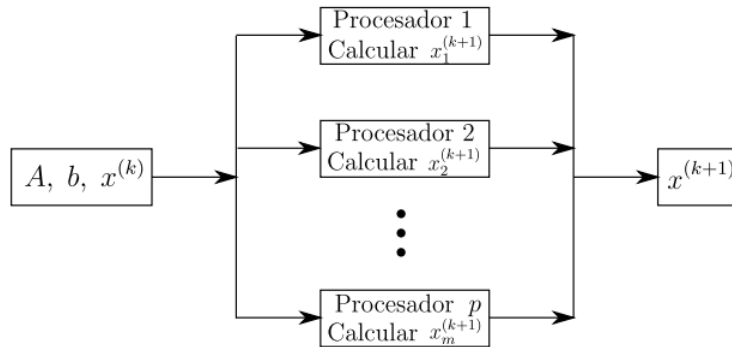 Procesador 1
Calcular $x_1^{(k+1)}$
Procesador 2
Calcular $x_2^{(k+1)}$
$A,\ b,\ x^{(k)}$
$x^{(k+1)}$
Procesador $p$
Calcular $x_m^{(k+1)}$